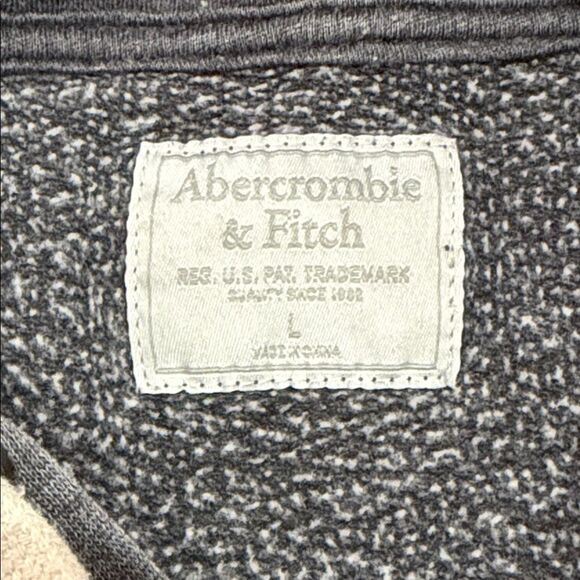 Abercrombie
& Fitch
REG. U.S. PAT. TRADEMARK
QUALITY SINCE 1892
L
MADE IN CHINA